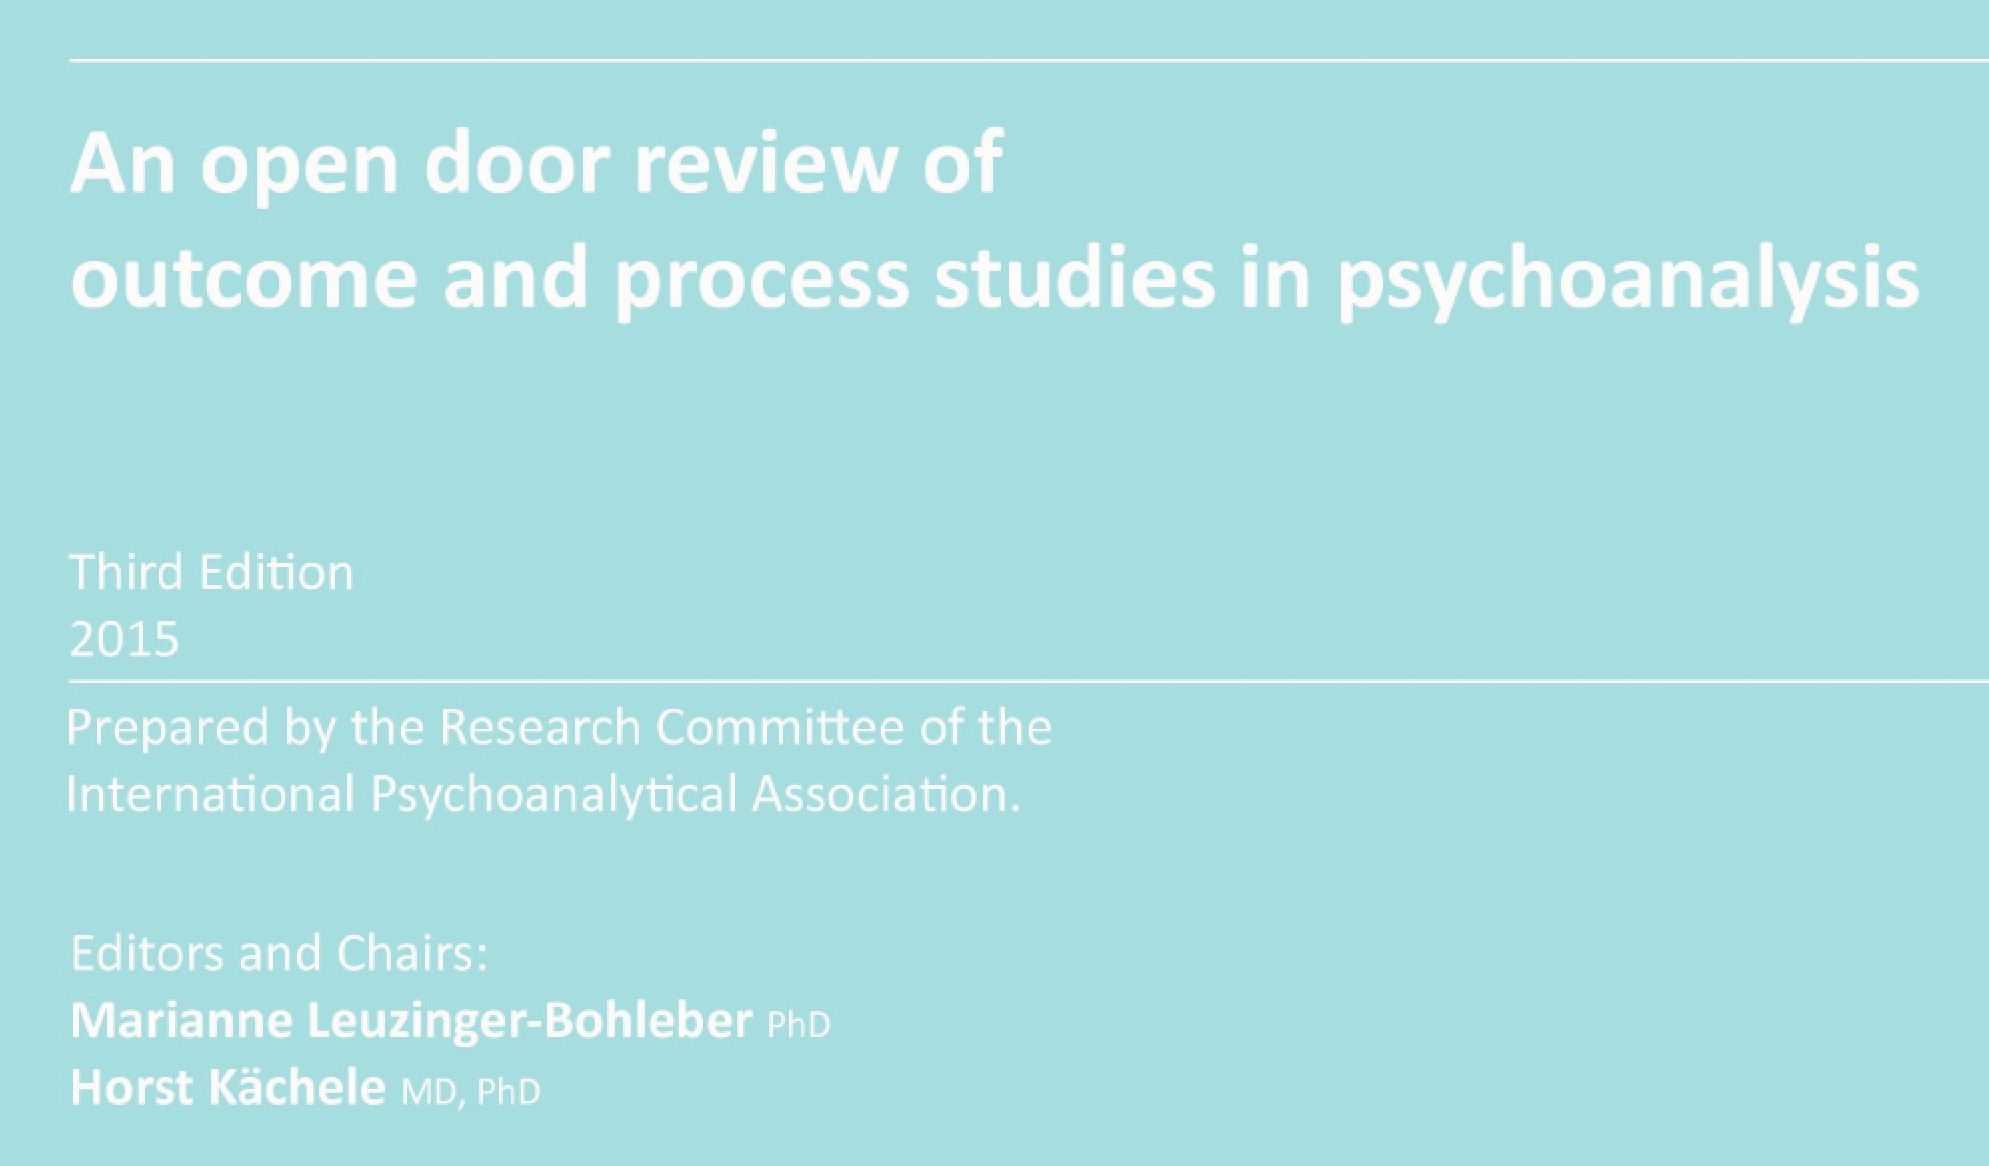 An open door review of
outcome and process studies in psychoanalysis
Third Edition
2015
Prepared by the Research Committee of the
International Psychoanalytical Association.
Editors and Chairs:
Marianne Leuzinger-Bohleber PhD
Horst Kächele MD, PhD